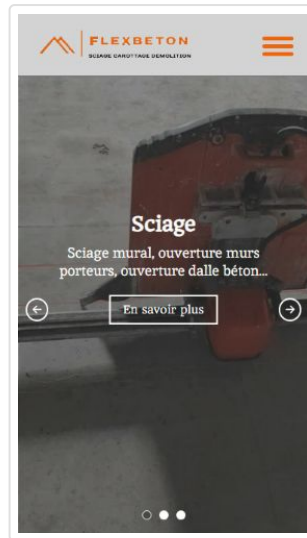 FLEXBETON
SCIAGE CAROTTAGE DEMOLITION
Sciage
Sciage mural, ouverture murs
porteurs, ouverture dalle béton...
En savoir plus